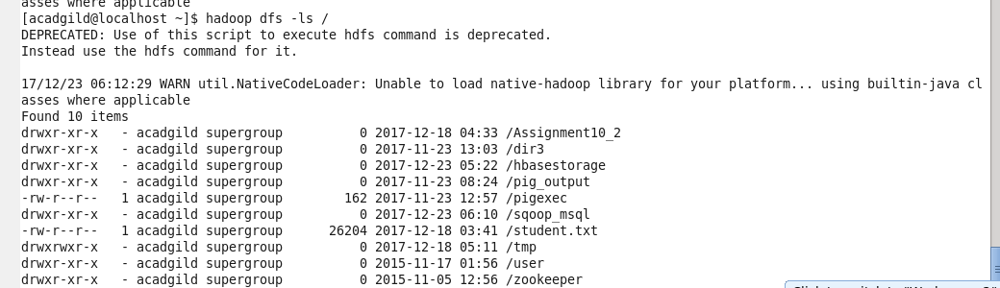 asses where applicable
[acadgild@localhost ~]$ hadoop dfs -ls /
DEPRECATED: Use of this script to execute hdfs command is deprecated.
Instead use the hdfs command for it.
17/12/23 06:12:29 WARN util.NativeCodeLoader: Unable to load native-hadoop library for your platform... using builtin-java cl
asses where applicable
Found 10 items
drwxr-xr-x   - acadgild supergroup          0 2017-12-18 04:33 /Assignment10_2
drwxr-xr-x   - acadgild supergroup          0 2017-11-23 13:03 /dir3
drwxr-xr-x   - acadgild supergroup          0 2017-12-23 05:22 /hbasestorage
drwxr-xr-x   - acadgild supergroup          0 2017-11-23 08:24 /pig_output
-rw-r--r--   1 acadgild supergroup        162 2017-11-23 12:57 /pigexec
drwxr-xr-x   - acadgild supergroup          0 2017-12-23 06:10 /sqoop_msql
-rw-r--r--   1 acadgild supergroup      26204 2017-12-18 03:41 /student.txt
drwxrwxr-x   - acadgild supergroup          0 2017-12-18 05:11 /tmp
drwxr-xr-x   - acadgild supergroup          0 2015-11-17 01:56 /user
drwxr-xr-x   - acadgild supergroup          0 2015-11-05 12:56 /zookeeper